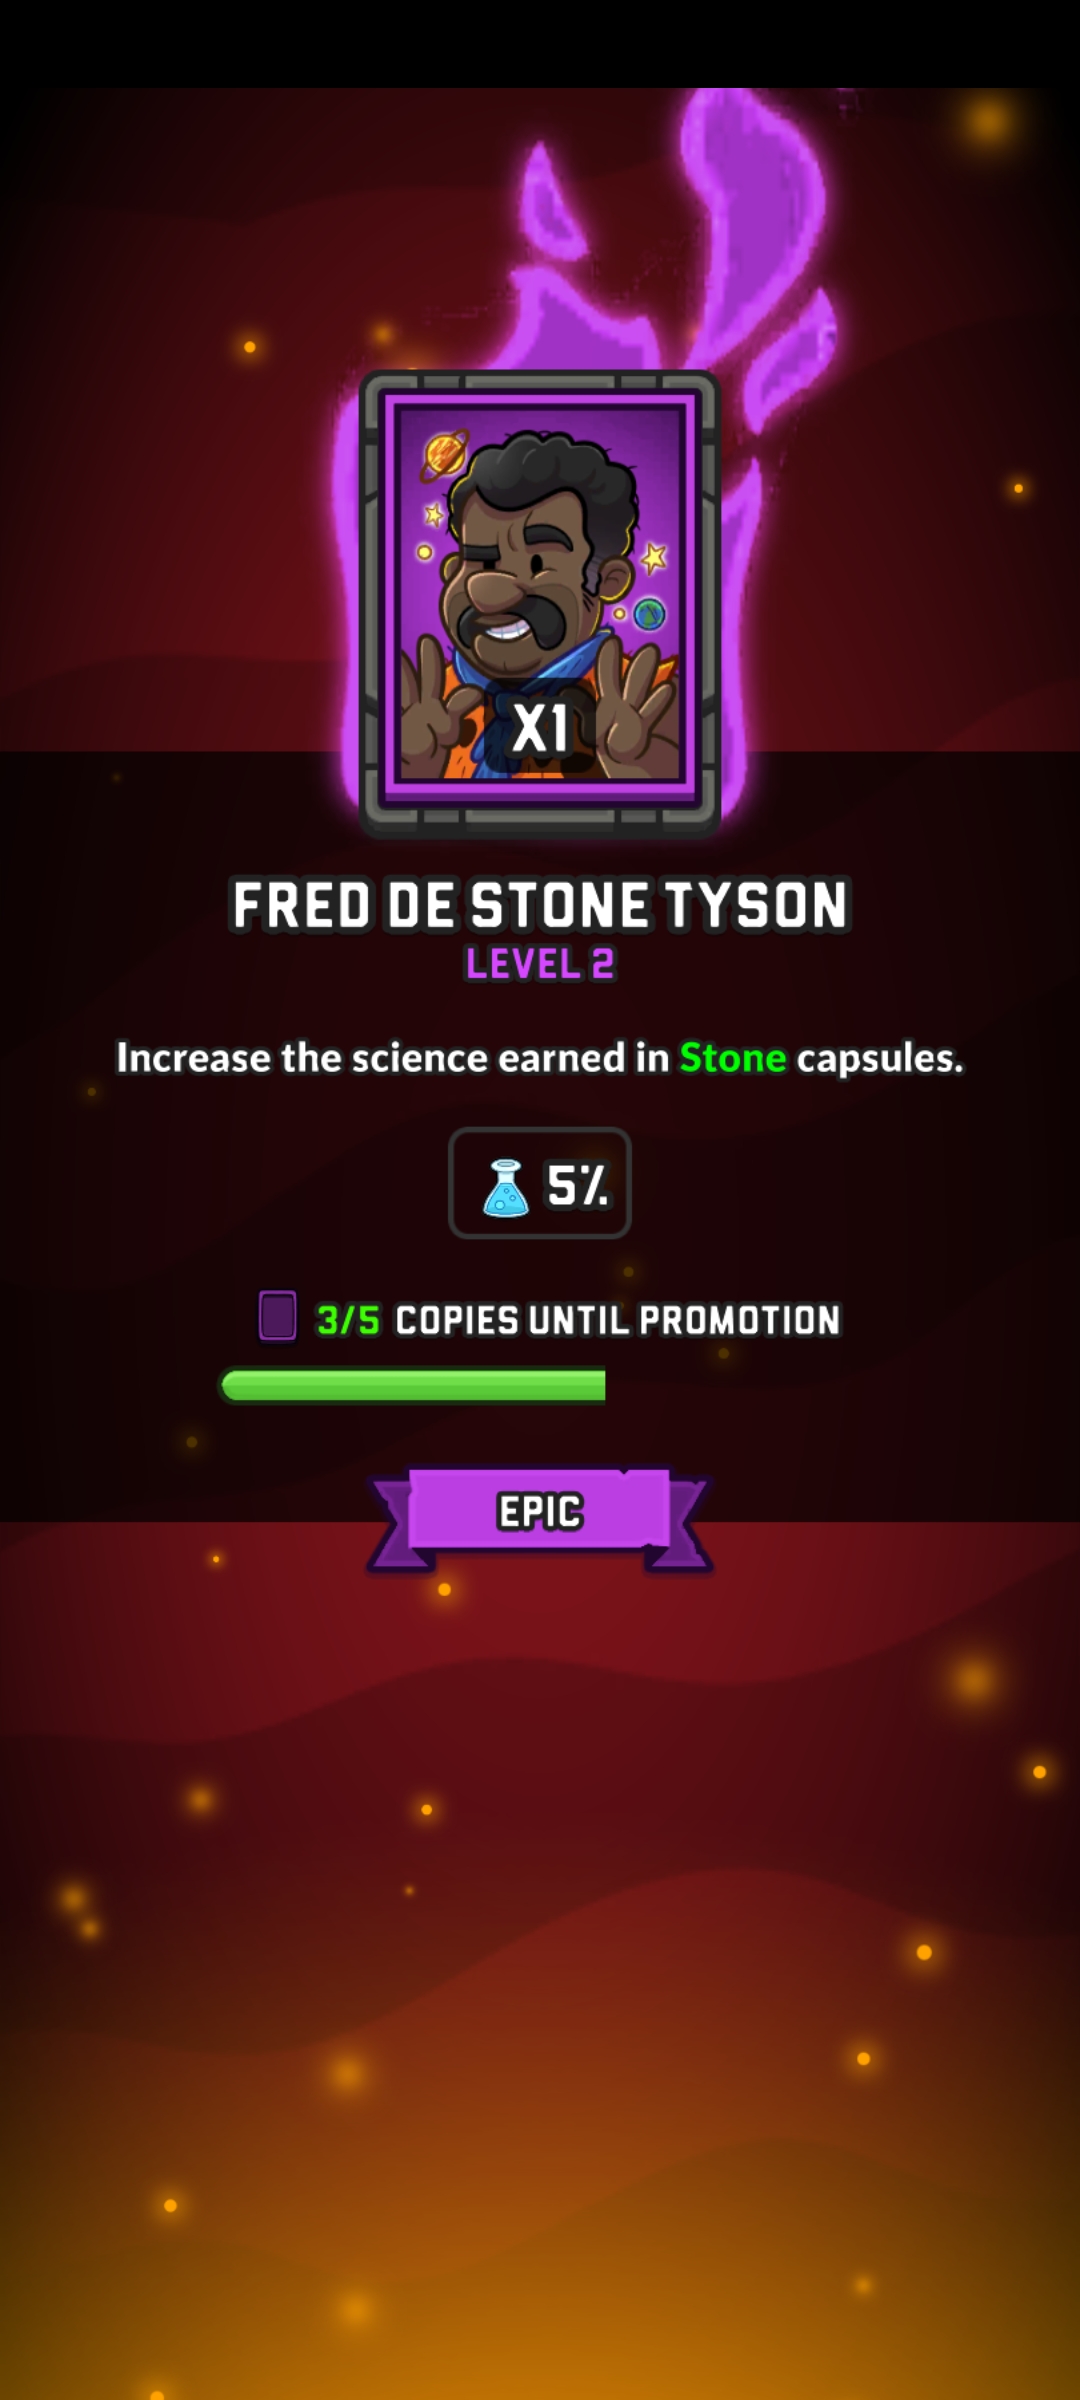 X1
FRED DE STONE TYSON
LEVEL 2
Increase the science earned in Stone capsules.
5%
3/5 COPIES UNTIL PROMOTION
EPIC